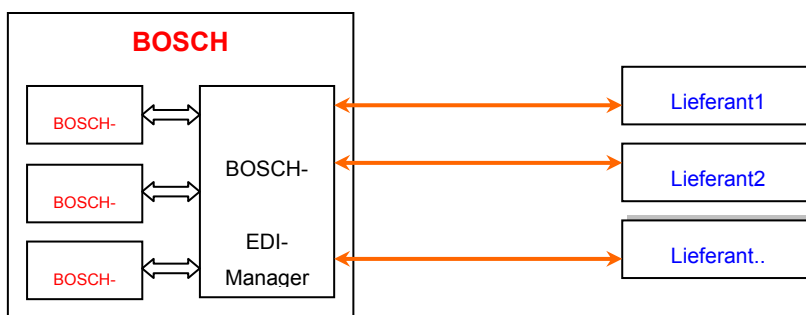 BOSCH
BOSCH-
BOSCH-
BOSCH-
BOSCH-
EDI-
Manager
Lieferant1
Lieferant2
Lieferant..